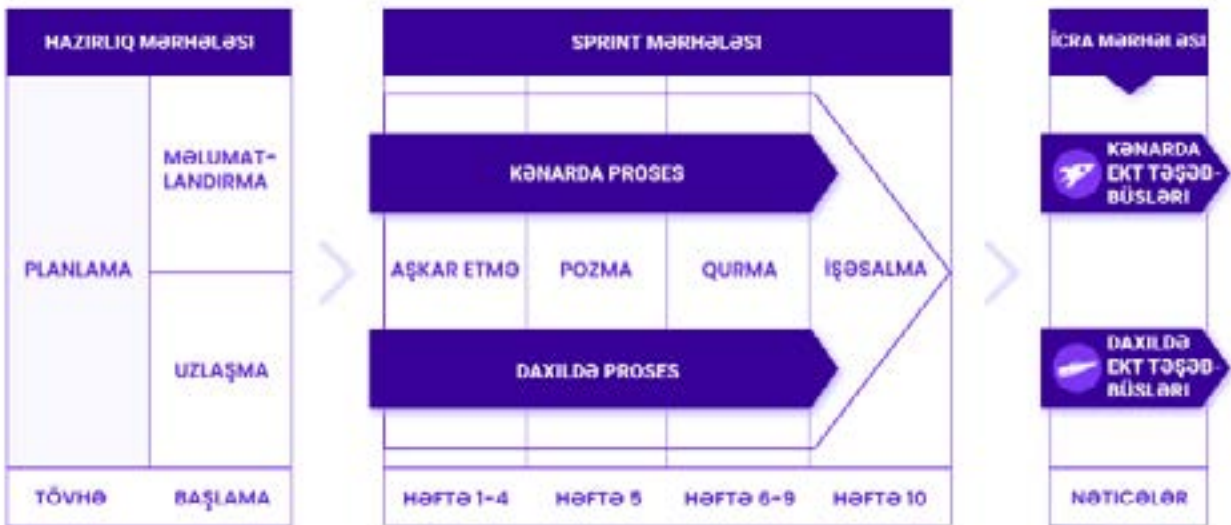 HAZIRLIQ MƏRHƏLƏSİ
SPRINT MƏRHƏLƏSİ
İCRA MƏRHƏLƏSİ
PLANLAMA
MƏLUMAT-
LANDIRMA
UZLAŞMA
KƏNARDA PROSES
AŞKAR ETMƏ
POZMA
QURMA
İŞƏSALMA
DAXİLDƏ PROSES
KƏNARDA
EKT TƏŞƏB-
BÜSLƏRI
DAXİLDƏ
EKT TƏŞƏB-
BÜSLƏRI
TÖVHƏ
BAŞLAMA
HƏFTƏ 1-4
HƏFTƏ 5
HƏFTƏ 6-9
HƏFTƏ 10
NƏTİCƏLƏR